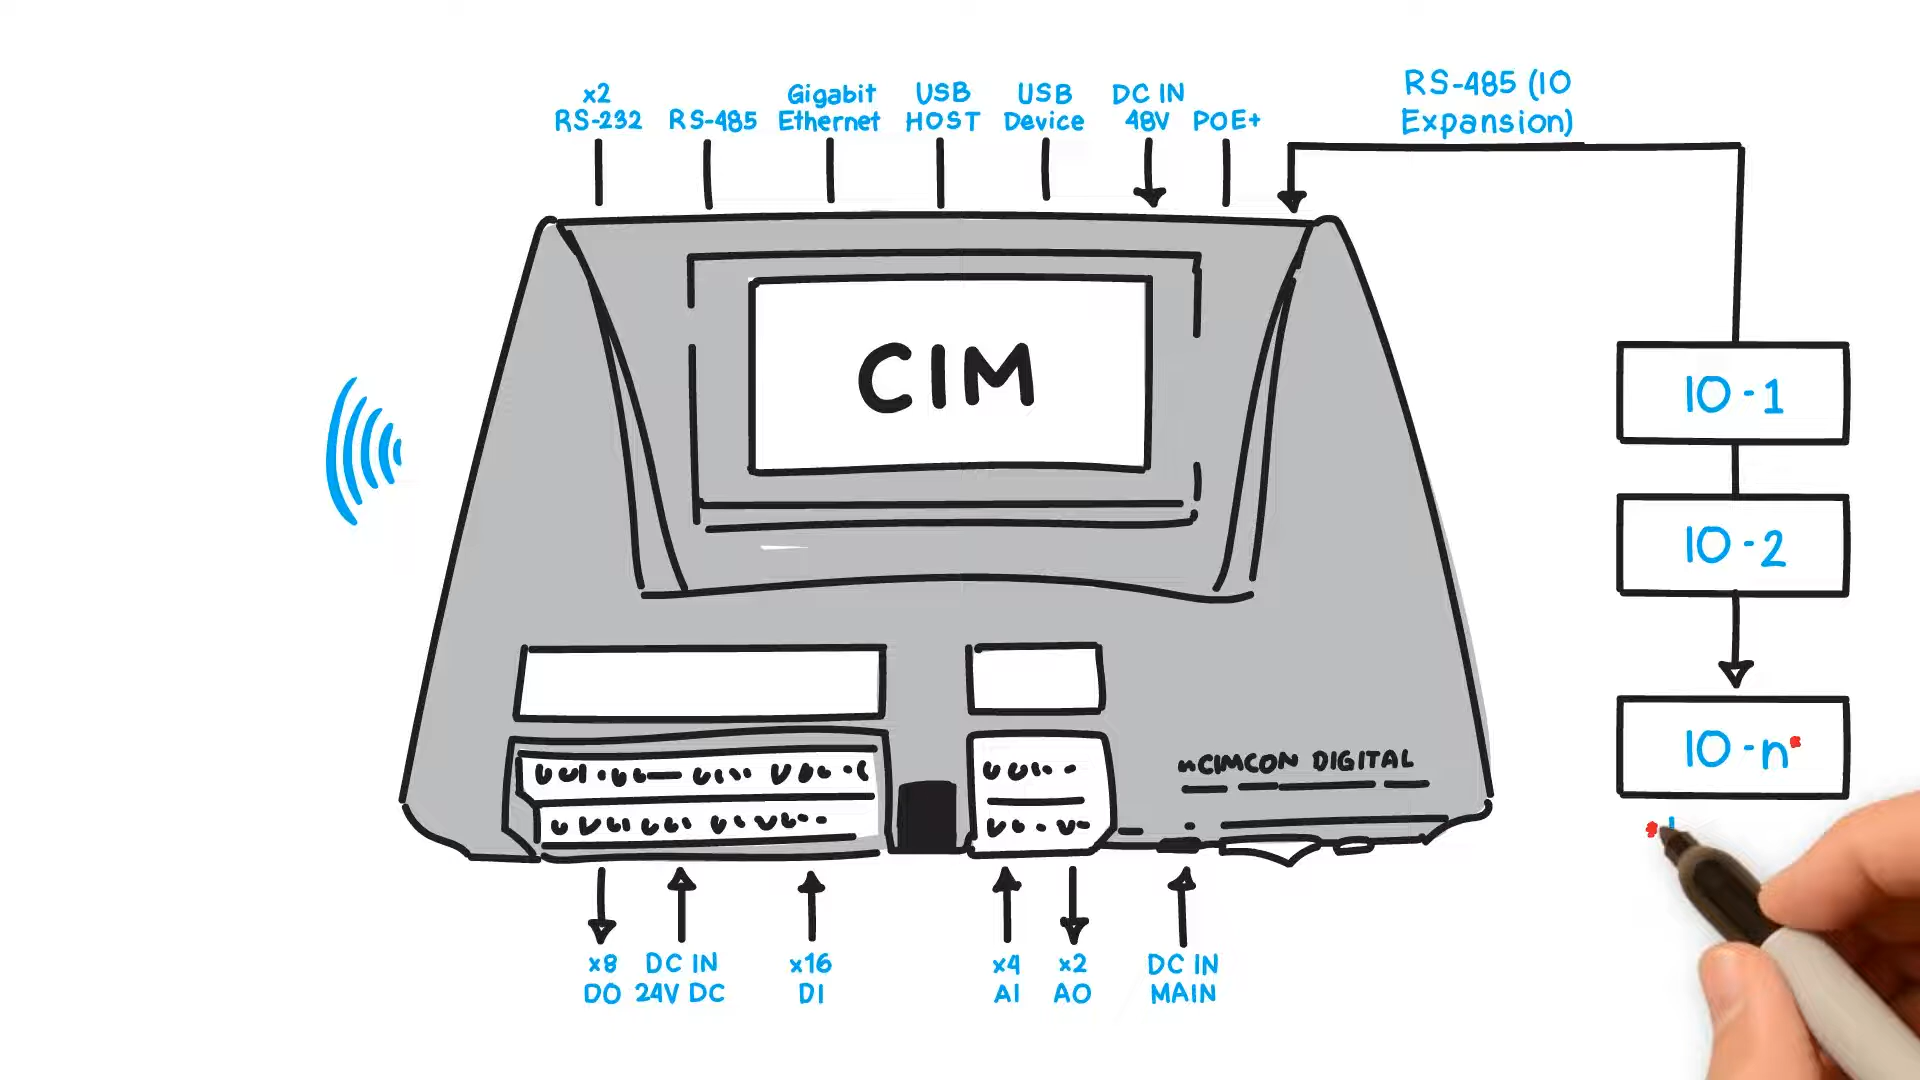 x2
RS-232
RS-485
Gigabit
Ethernet
USB
HOST
USB
Device
DC IN
48V
POE+
RS-485 (IO
Expansion)
CIM
IO-1
IO-2
IO-n*
CIMCON DIGITAL
x8
DO
DC IN
24V DC
x16
DI
x4
AI
x2
AO
DC IN
MAIN
*